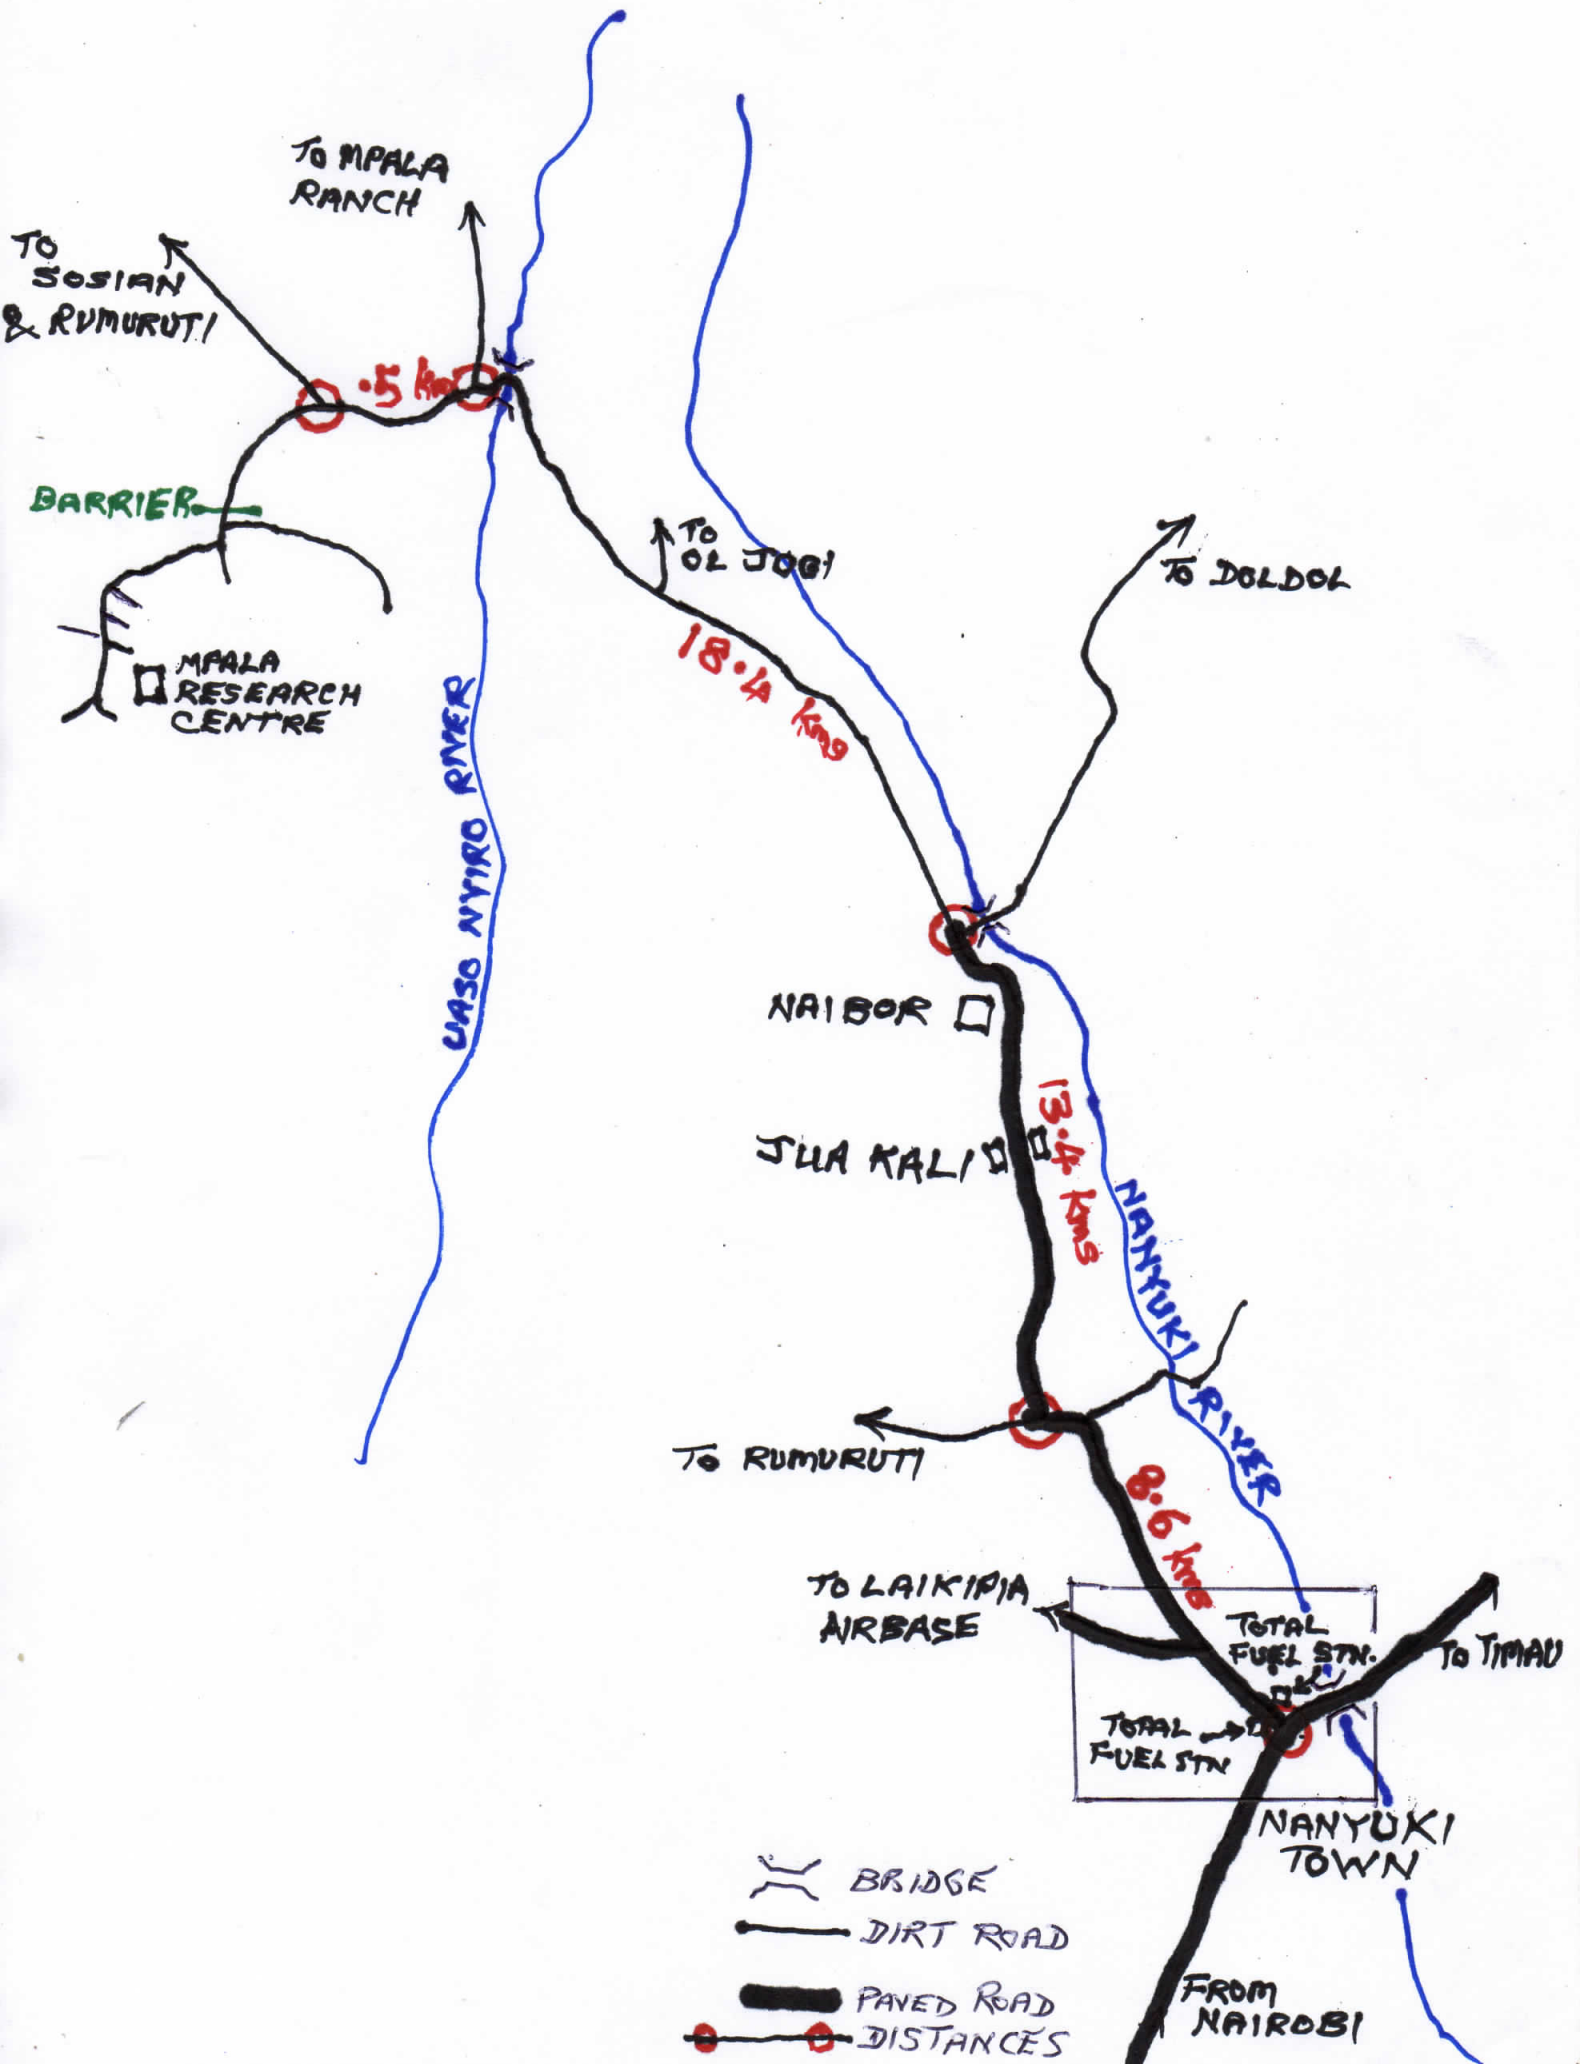 To MPALA
RANCH
TO
SOSIAN
& RUMURUTI
.5 km
BARRIER
TO
OL JOGI
TO DOLDOL
18.4 kms
MPALA
RESEARCH
CENTRE
UASO NYIRO RIVER
NAIBOR
JUA KALI
13.4 kms
NANYUKI RIVER
TO RUMURUTI
8.6 kms
TO LAIKIPIA
AIRBASE
TOTAL
FUEL STN.
TO TIMAU
TOTAL
FUEL STN
NANYUKI
TOWN
BRIDGE
DIRT ROAD
PAVED ROAD
DISTANCES
FROM
NAIROBI